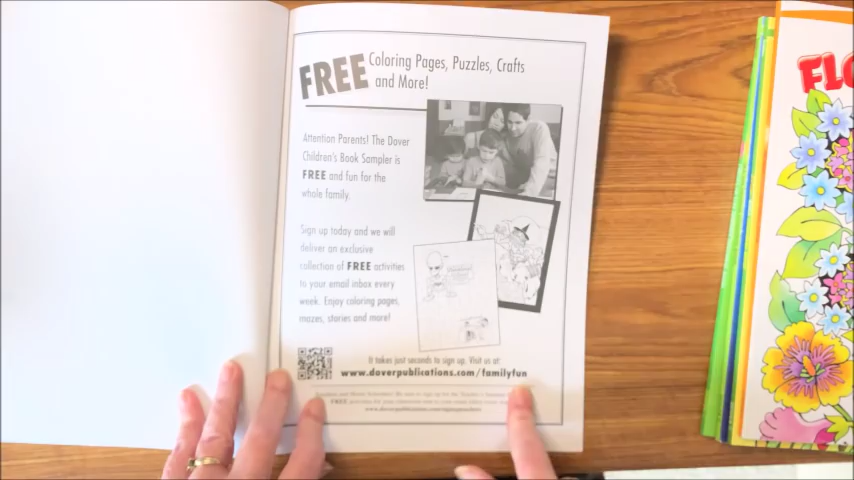 FREE Coloring Pages, Puzzles, Crafts
and More!
Attention Parents! The Dover
Children's Book Sampler is
FREE and fun for the
whole family.
Sign up today and we will
deliver an exclusive
collection of FREE activities
to your email inbox every
week. Enjoy coloring pages,
mazes, stories and more!
It takes just seconds to sign up. Visit us at:
www.doverpublications.com/familyfun
FREE
FLO